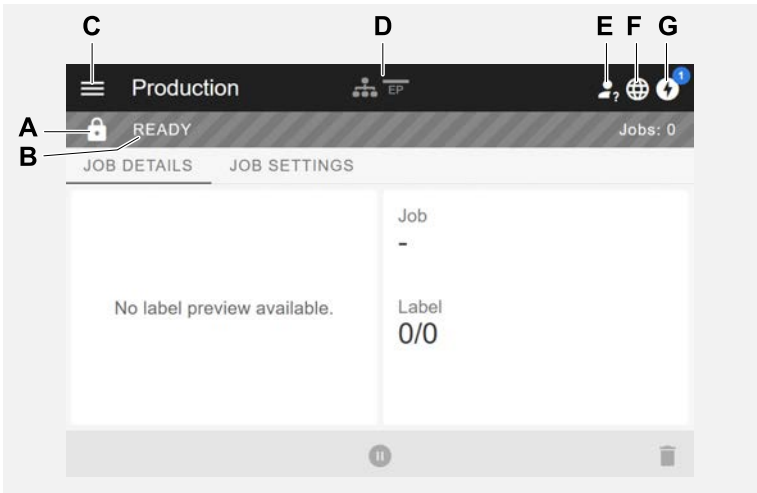 C D E F G
Production EP 1
A READY Jobs: 0
B
JOB DETAILS JOB SETTINGS
No label preview available.
Job
-
Label
0/0